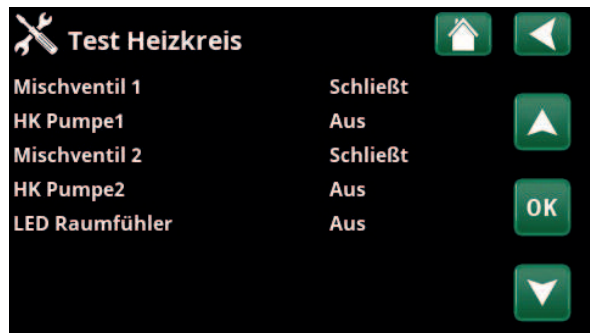 Test Heizkreis
Mischventil 1 Schließt
HK Pumpe1 Aus
Mischventil 2 Schließt
HK Pumpe2 Aus
LED Raumfühler Aus
OK